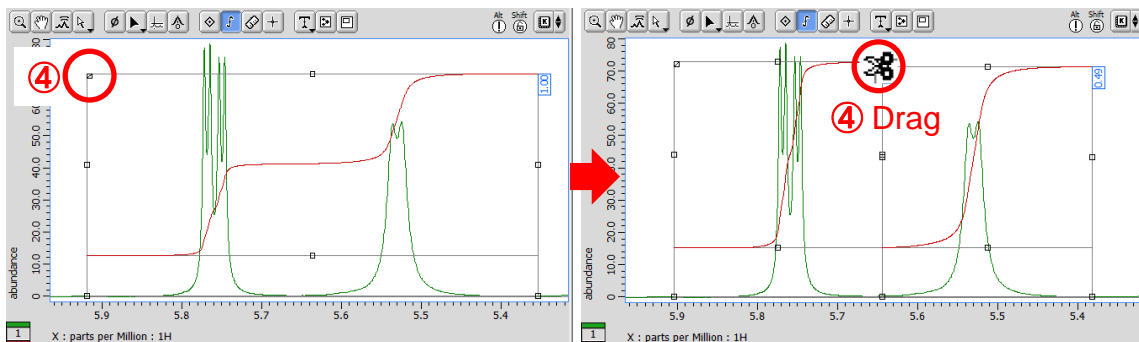 Alt Shift
④
80
1.00
40.0
50.0
60.0
70.0
30.0
20.0
10.0
0
abundance
5.9 5.8 5.7 5.6 5.5 5.4
1
X : parts per Million : 1H
Alt Shift
80.0
0.49
④ Drag
70.0
60.0
50.0
40.0
30.0
20.0
10.0
0
abundance
5.9 5.8 5.7 5.6 5.5 5.4
1
X : parts per Million : 1H